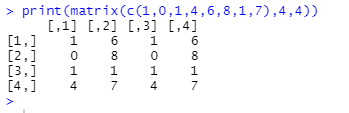 > print(matrix(c(1,0,1,4,6,8,1,7),4,4))
     [,1] [,2] [,3] [,4]
[1,]    1    6    1    6
[2,]    0    8    0    8
[3,]    1    1    1    1
[4,]    4    7    4    7
>